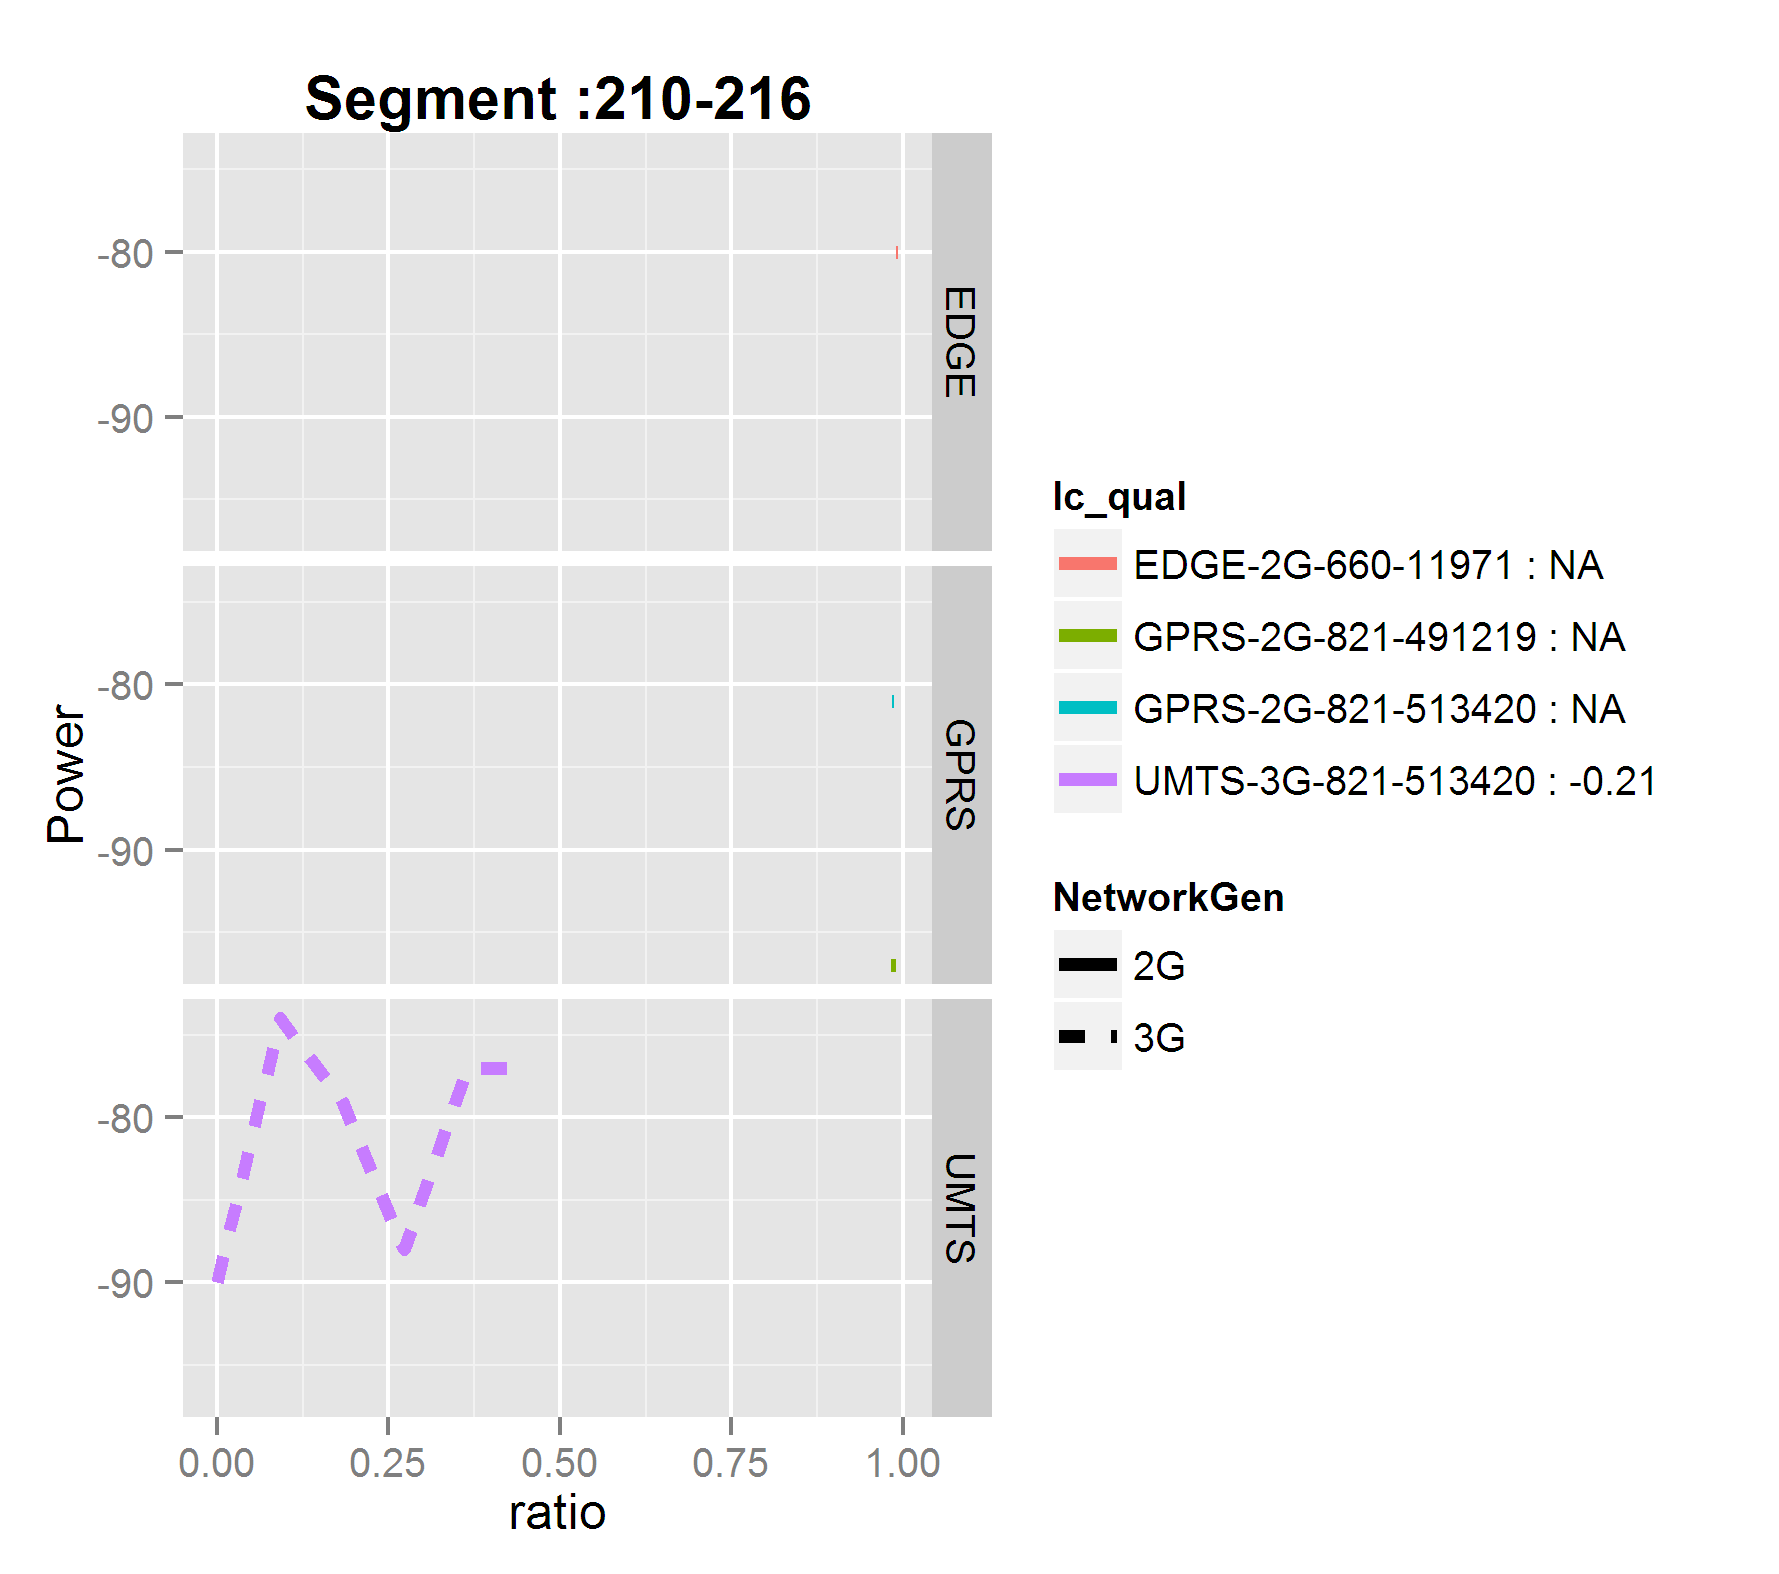 Segment :210-216
Power
-80
-90
EDGE
-80
-90
GPRS
-80
-90
UMTS
0.00 0.25 0.50 0.75 1.00
ratio
lc_qual
EDGE-2G-660-11971 : NA
GPRS-2G-821-491219 : NA
GPRS-2G-821-513420 : NA
UMTS-3G-821-513420 : -0.21
NetworkGen
2G
3G